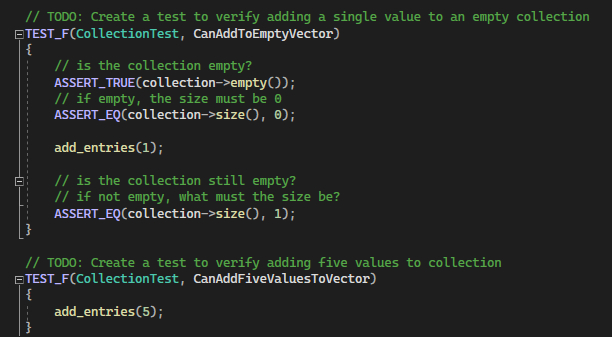 // TODO: Create a test to verify adding a single value to an empty collection
TEST_F(CollectionTest, CanAddToEmptyVector)
{
    // is the collection empty?
    ASSERT_TRUE(collection->empty());
    // if empty, the size must be 0
    ASSERT_EQ(collection->size(), 0);

    add_entries(1);

    // is the collection still empty?
    // if not empty, what must the size be?
    ASSERT_EQ(collection->size(), 1);
}

// TODO: Create a test to verify adding five values to collection
TEST_F(CollectionTest, CanAddFiveValuesToVector)
{
    add_entries(5);
}